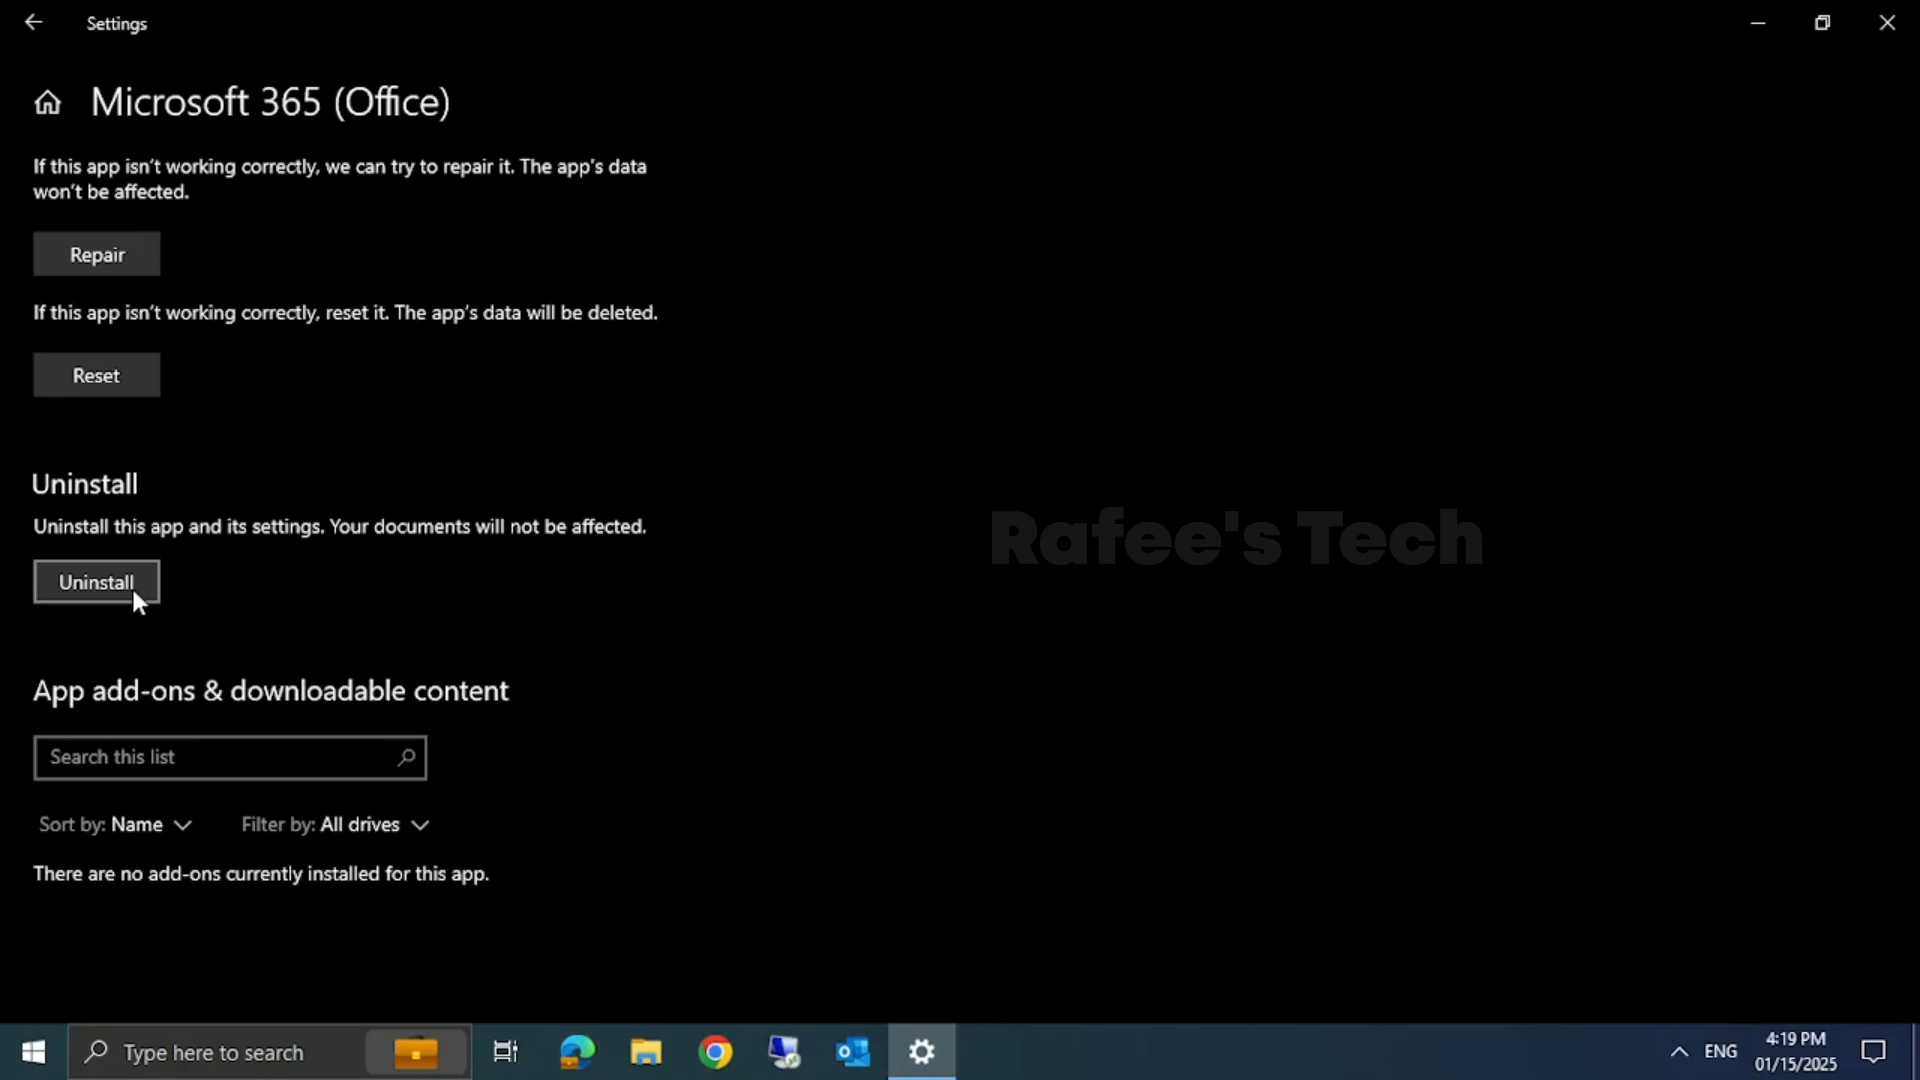 Settings
Microsoft 365 (Office)
If this app isn't working correctly, we can try to repair it. The app's data
won't be affected.
Repair
If this app isn't working correctly, reset it. The app's data will be deleted.
Reset
Uninstall
Uninstall this app and its settings. Your documents will not be affected.
Uninstall
Rafee's Tech
App add-ons & downloadable content
Search this list
Sort by: Name Filter by: All drives
There are no add-ons currently installed for this app.
Type here to search
ENG
4:19 PM
01/15/2025